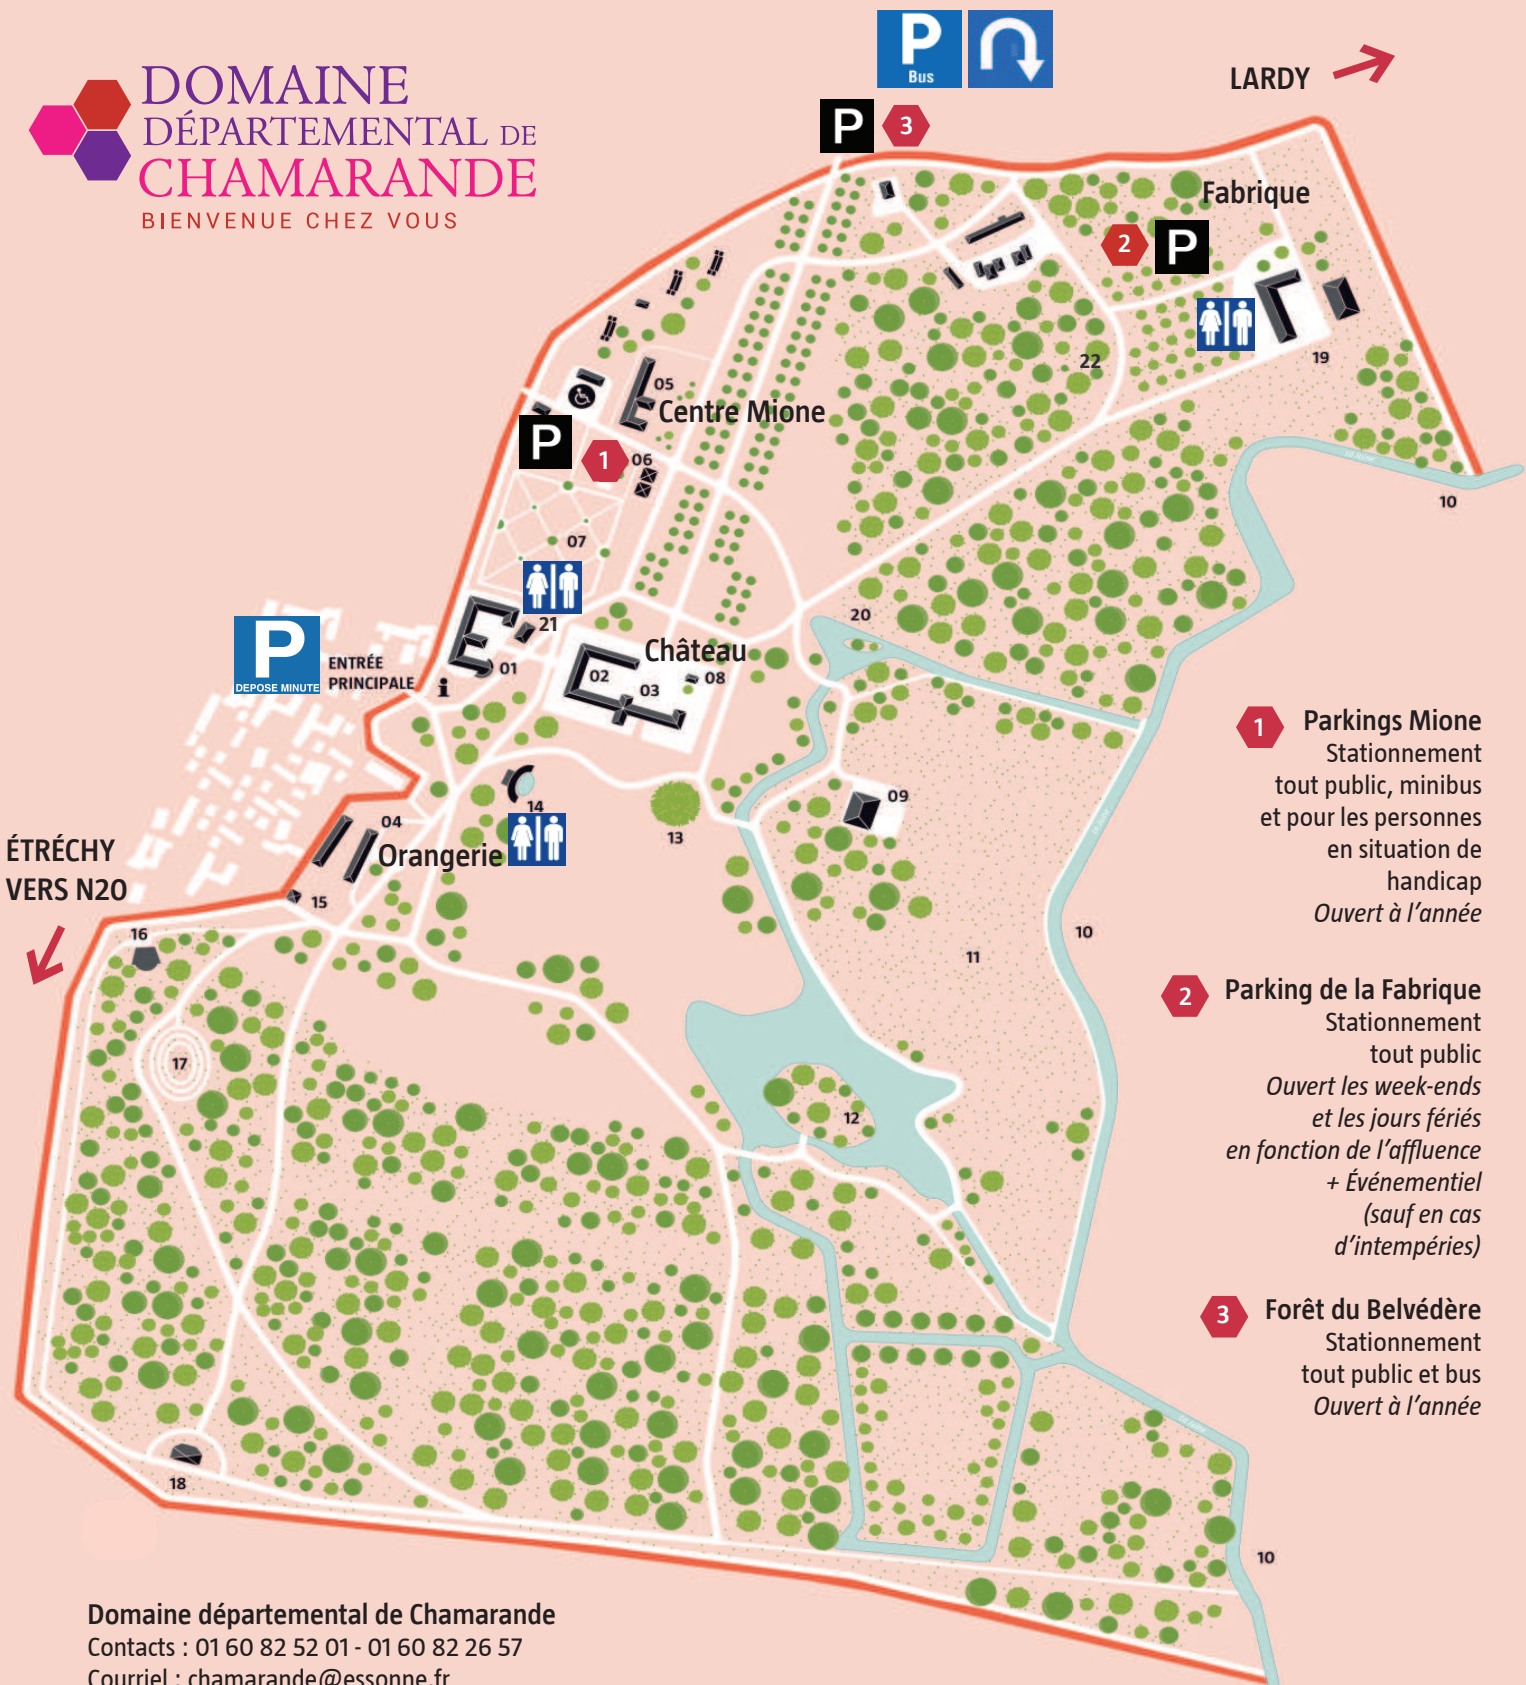 DOMAINE
DÉPARTEMENTAL DE
CHAMARANDE
BIENVENUE CHEZ VOUS
P
Bus
LARDY
P
3
Fabrique
2
P
22
19
05
Centre Mione
P
1
06
10
07
20
21
P
DEPOSE MINUTE
ENTRÉE
PRINCIPALE
i
01
Château
02
03
08
09
14
04
13
Orangerie
ÉTRÉCHY
VERS N20
15
16
10
11
17
12
18
10
1
Parkings Mione
Stationnement
tout public, minibus
et pour les personnes
en situation de
handicap
Ouvert à l'année
2
Parking de la Fabrique
Stationnement
tout public
Ouvert les week-ends
et les jours fériés
en fonction de l'affluence
+ Événementiel
(sauf en cas
d'intempéries)
3
Forêt du Belvédère
Stationnement
tout public et bus
Ouvert à l'année
Domaine départemental de Chamarande
Contacts : 01 60 82 52 01 - 01 60 82 26 57
Courriel : chamarande@essonne.fr